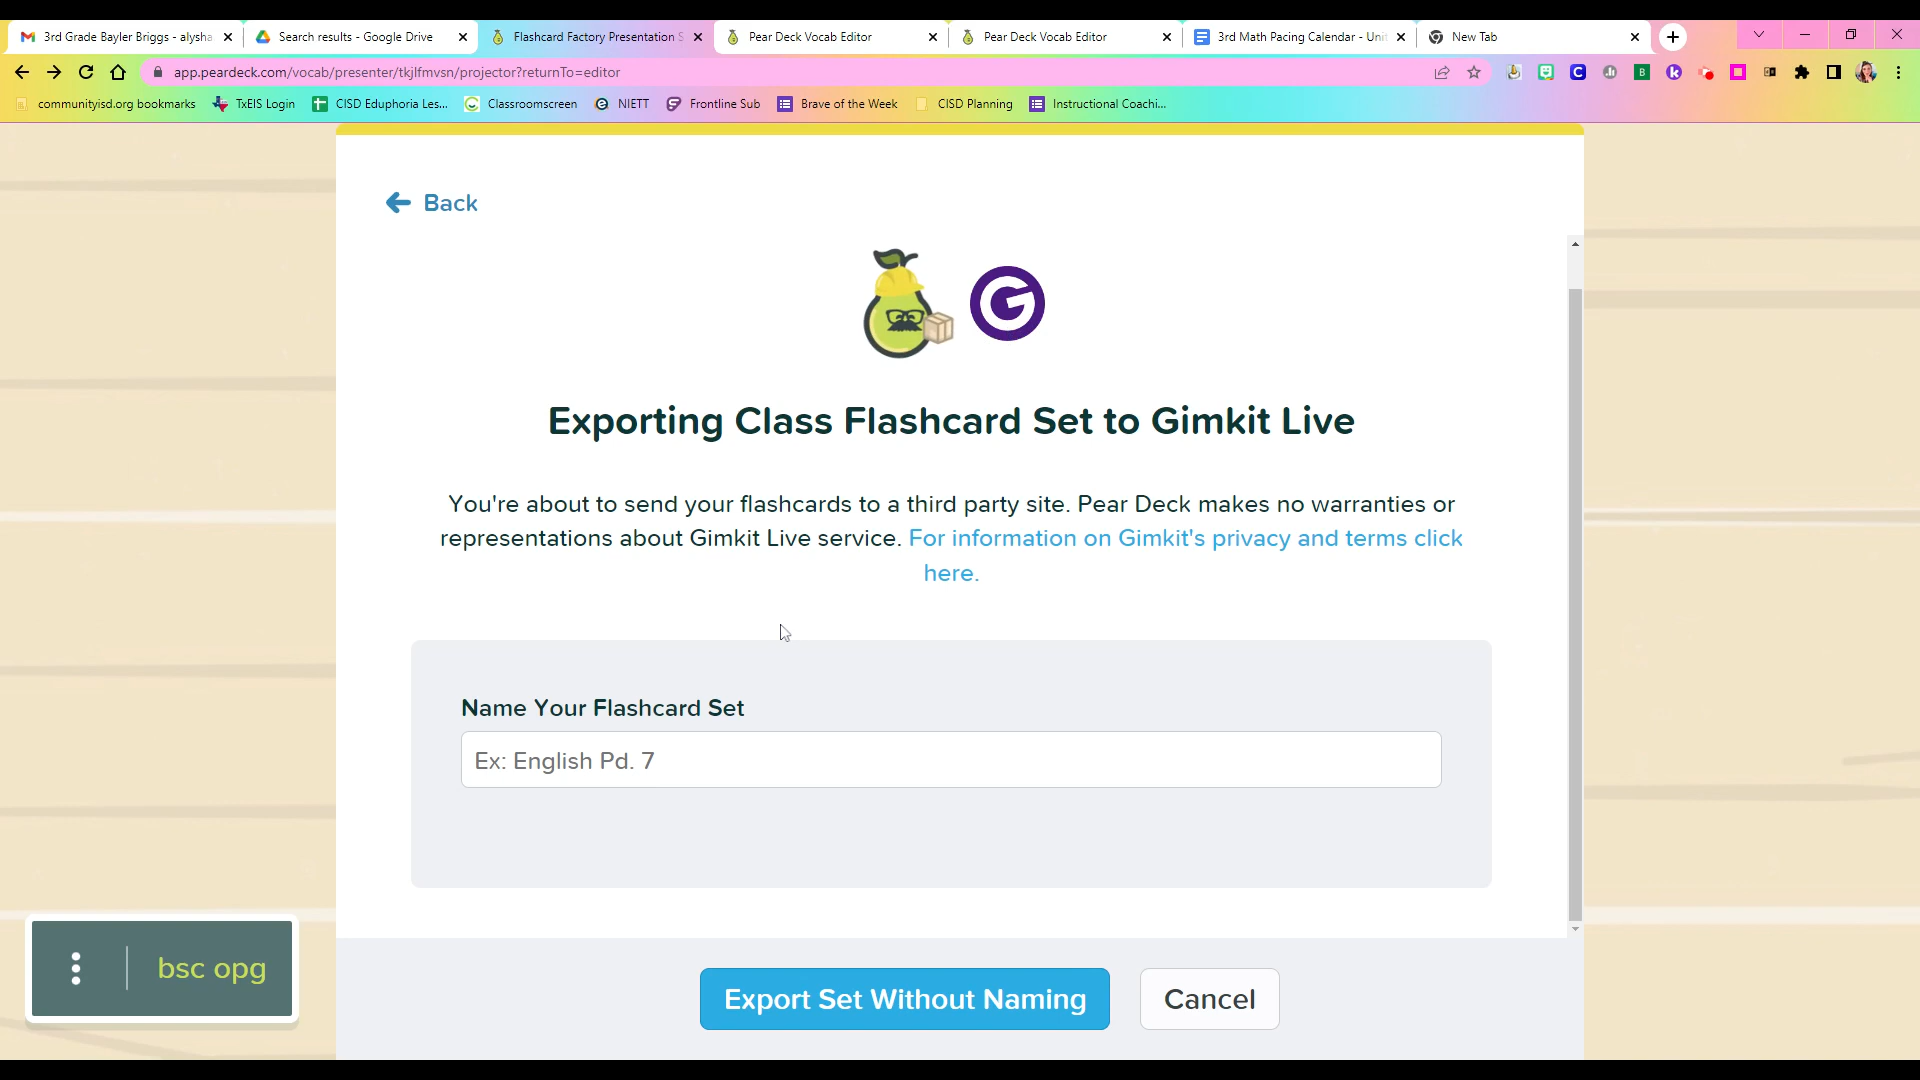 3rd Grade Bayler Briggs - alysha
Search results - Google Drive
Flashcard Factory Presentation S
Pear Deck Vocab Editor
Pear Deck Vocab Editor
3rd Math Pacing Calendar - Unit
New Tab
app.peardeck.com/vocab/presenter/tkjlfmvsn/projector?returnTo=editor
communityisd.org bookmarks
TxEIS Login
CISD Eduphoria Les...
Classroomscreen
NIETT
Frontline Sub
Brave of the Week
CISD Planning
Instructional Coachi...
Back
Exporting Class Flashcard Set to Gimkit Live
You're about to send your flashcards to a third party site. Pear Deck makes no warranties or
representations about Gimkit Live service. For information on Gimkit's privacy and terms click
here.
Name Your Flashcard Set
Ex: English Pd. 7
bsc opg
Export Set Without Naming
Cancel